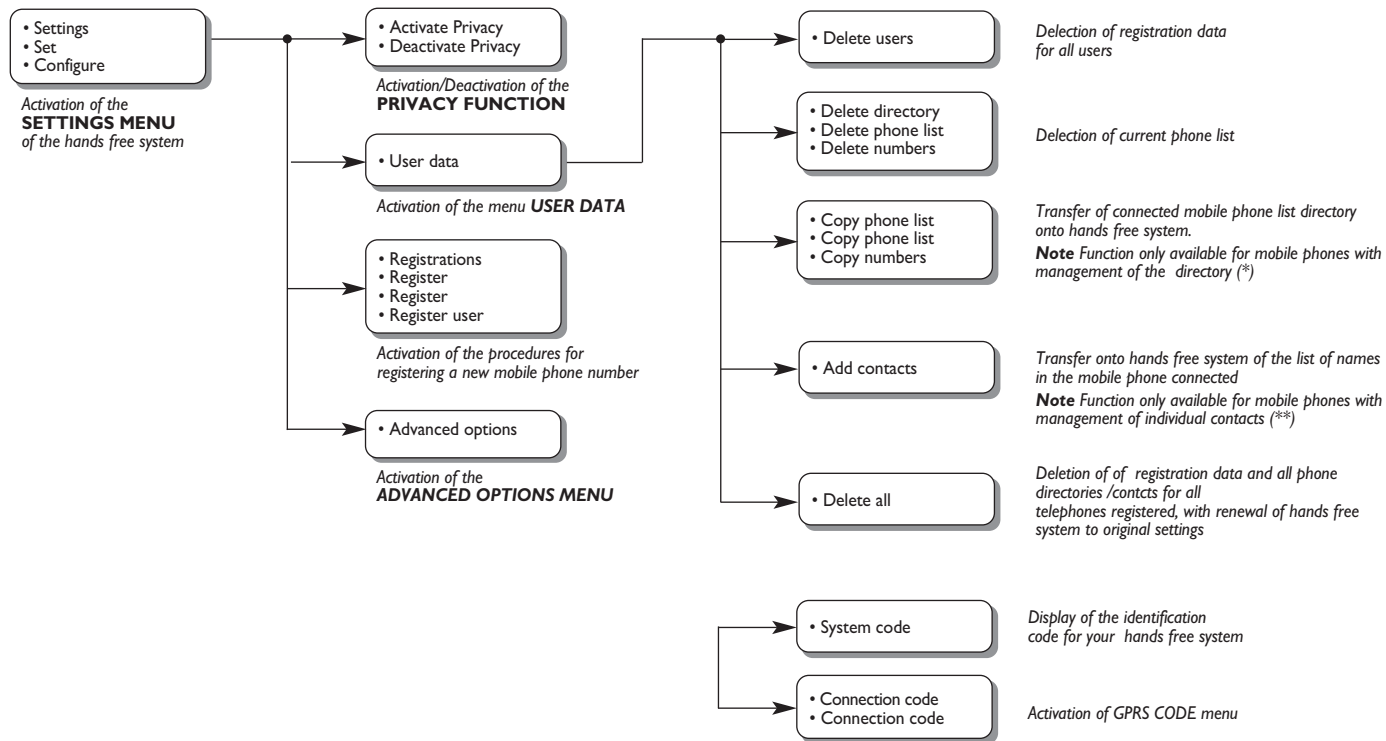 • Settings
• Set
• Configure
Activation of the
SETTINGS MENU
of the hands free system
• Activate Privacy
• Deactivate Privacy
Activation/Deactivation of the
PRIVACY FUNCTION
• User data
Activation of the menu USER DATA
• Registrations
• Register
• Register
• Register user
Activation of the procedures for
registering a new mobile phone number
• Advanced options
Activation of the
ADVANCED OPTIONS MENU
• Delete users
Delection of registration data
for all users
• Delete directory
• Delete phone list
• Delete numbers
Delection of current phone list
• Copy phone list
• Copy phone list
• Copy numbers
Transfer of connected mobile phone list directory
onto hands free system.
Note Function only available for mobile phones with
management of the directory (*)
• Add contacts
Transfer onto hands free system of the list of names
in the mobile phone connected
Note Function only available for mobile phones with
management of individual contacts (**)
• Delete all
Deletion of of registration data and all phone
directories /contcts for all
telephones registered, with renewal of hands free
system to original settings
• System code
Display of the identification
code for your hands free system
• Connection code
• Connection code
Activation of GPRS CODE menu